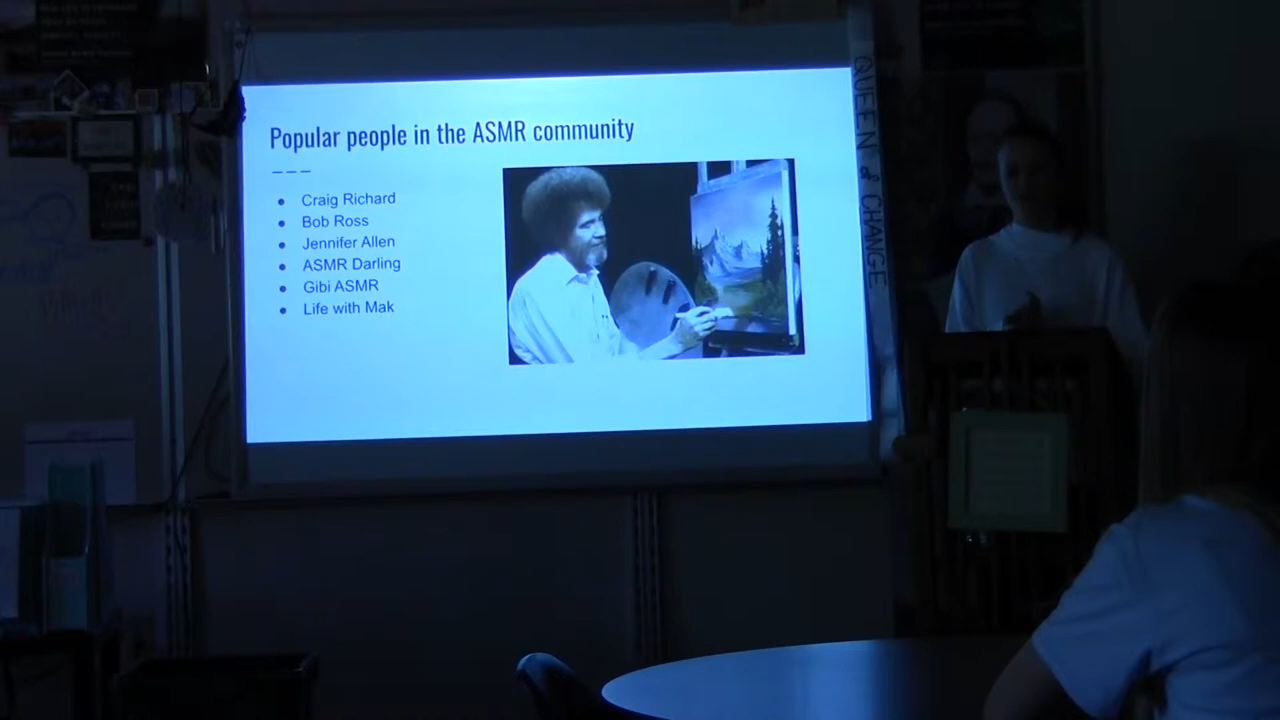 Popular people in the ASMR community
Craig Richard
Bob Ross
Jennifer Allen
ASMR Darling
Gibi ASMR
Life with Mak
QUEEN of CHANGE